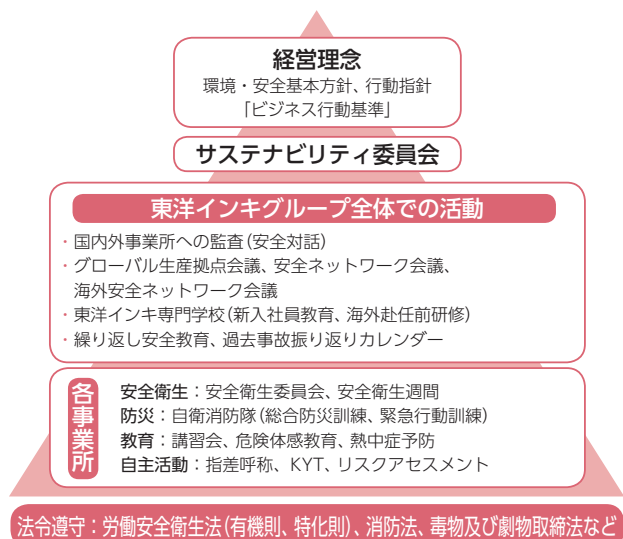 経営理念
環境・安全基本方針、行動指針
「ビジネス行動基準」
サステナビリティ委員会
東洋インキグループ全体での活動
・国内外事業所への監査(安全対話)
・グローバル生産拠点会議、安全ネットワーク会議、
海外安全ネットワーク会議
・東洋インキ専門学校(新入社員教育、海外赴任前研修)
・繰り返し安全教育、過去事故振り返りカレンダー
各事業所
安全衛生：安全衛生委員会、安全衛生週間
防災：自衛消防隊(総合防災訓練、緊急行動訓練)
教育：講習会、危険体感教育、熱中症予防
自主活動：指差呼称、KYT、リスクアセスメント
法令遵守：労働安全衛生法(有機則、特化則)、消防法、毒物及び劇物取締法など